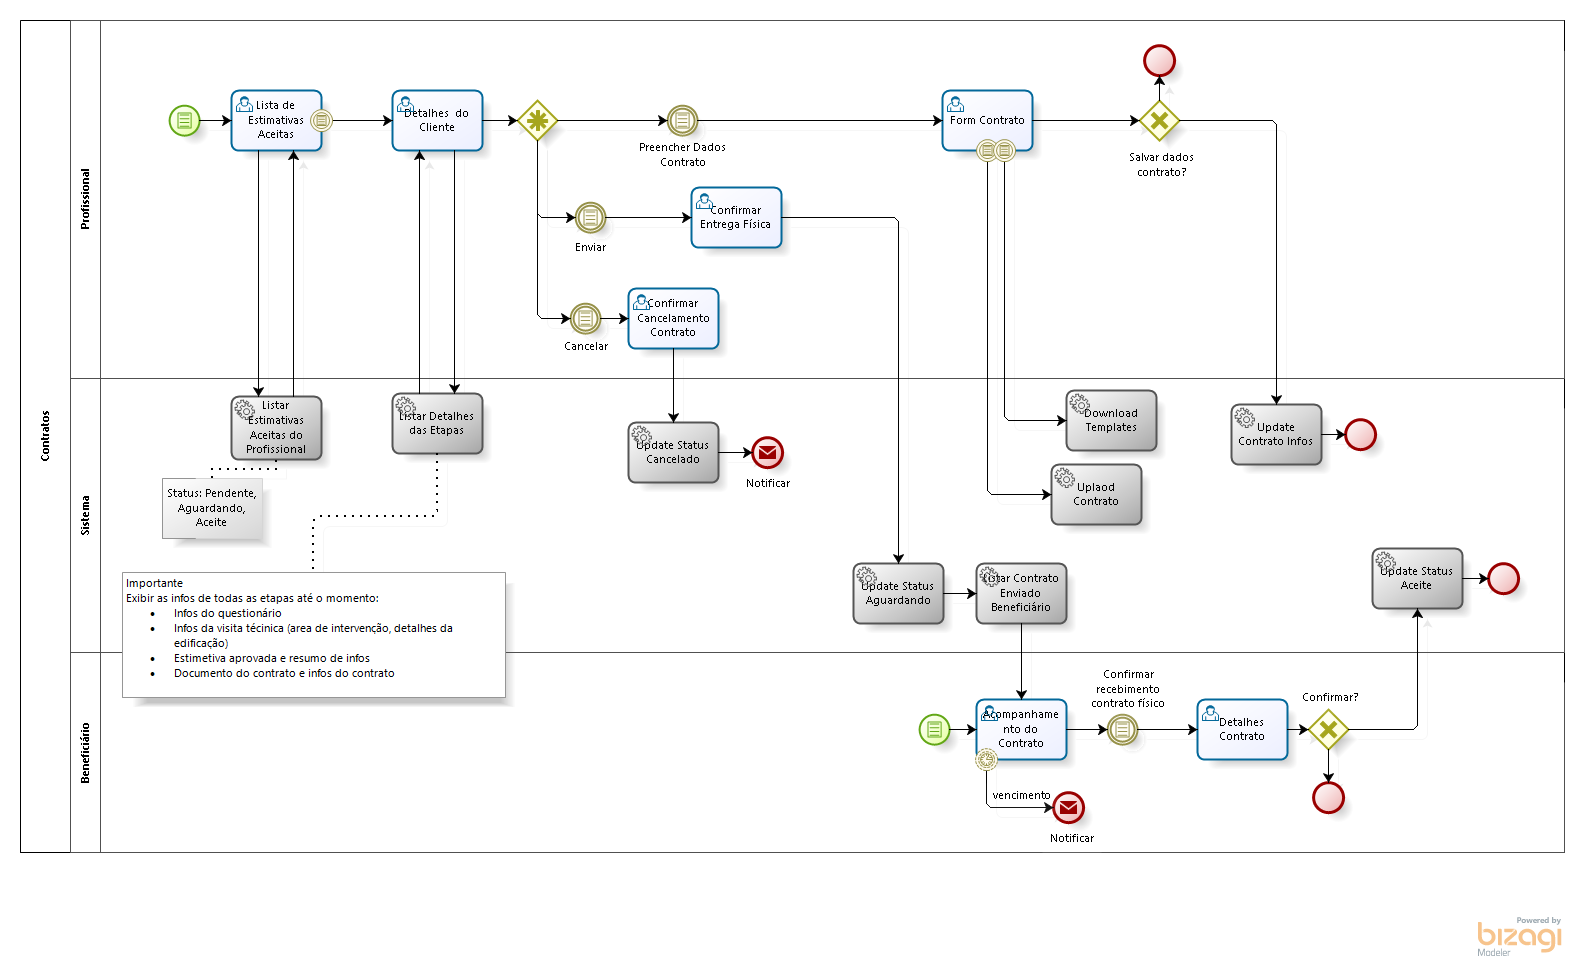 Contratos
Profissional
Lista de
Estimativas
Aceitas
Detalhes do
Cliente
Preencher Dados
Contrato
Form Contrato
Salvar dados
contrato?
Enviar
Confirmar
Entrega Física
Cancelar
Confirmar
Cancelamento
Contrato
Sistema
Listar
Estimativas
Aceitas do
Profissional
Listar Detalhes
das Etapas
Status: Pendente,
Aguardando,
Aceite
Update Status
Cancelado
Notificar
Download
Templates
Uplaod
Contrato
Update
Contrato Infos
Update Status
Aguardando
Listar Contrato
Enviado
Beneficiário
Update Status
Aceite
Importante
Exibir as infos de todas as etapas até o momento:
• Infos do questionário
• Infos da visita técinica (area de intervenção, detalhes da
edificação)
• Estimetiva aprovada e resumo de infos
• Documento do contrato e infos do contrato
Beneficiário
Acompanhame
nto do
Contrato
vencimento
Notificar
Confirmar
recebimento
contrato físico
Detalhes
Contrato
Confirmar?
Powered by
bizagi
Modeler